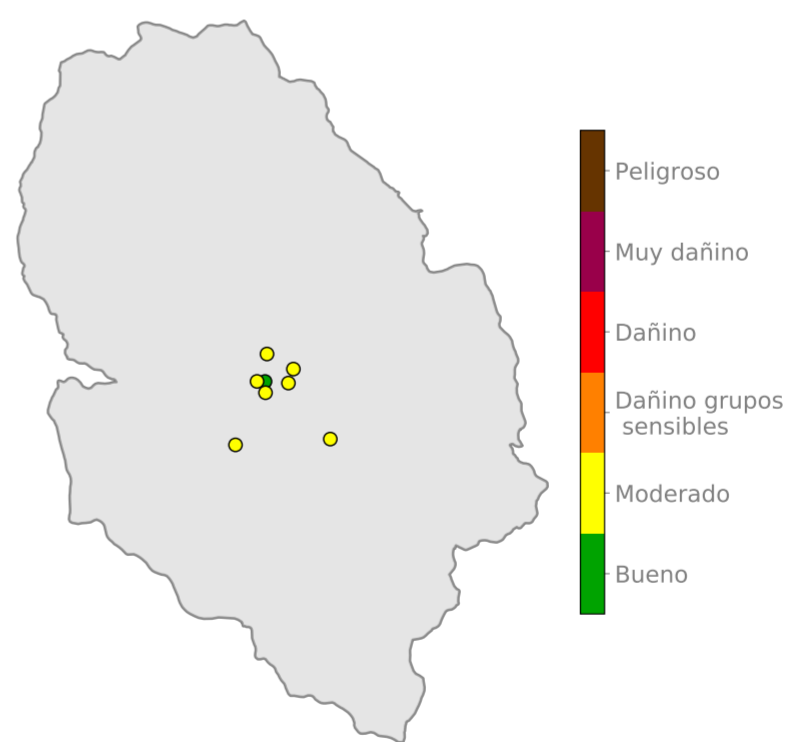 Peligroso
Muy dañino
Dañino
Dañino grupos
sensibles
Moderado
Bueno